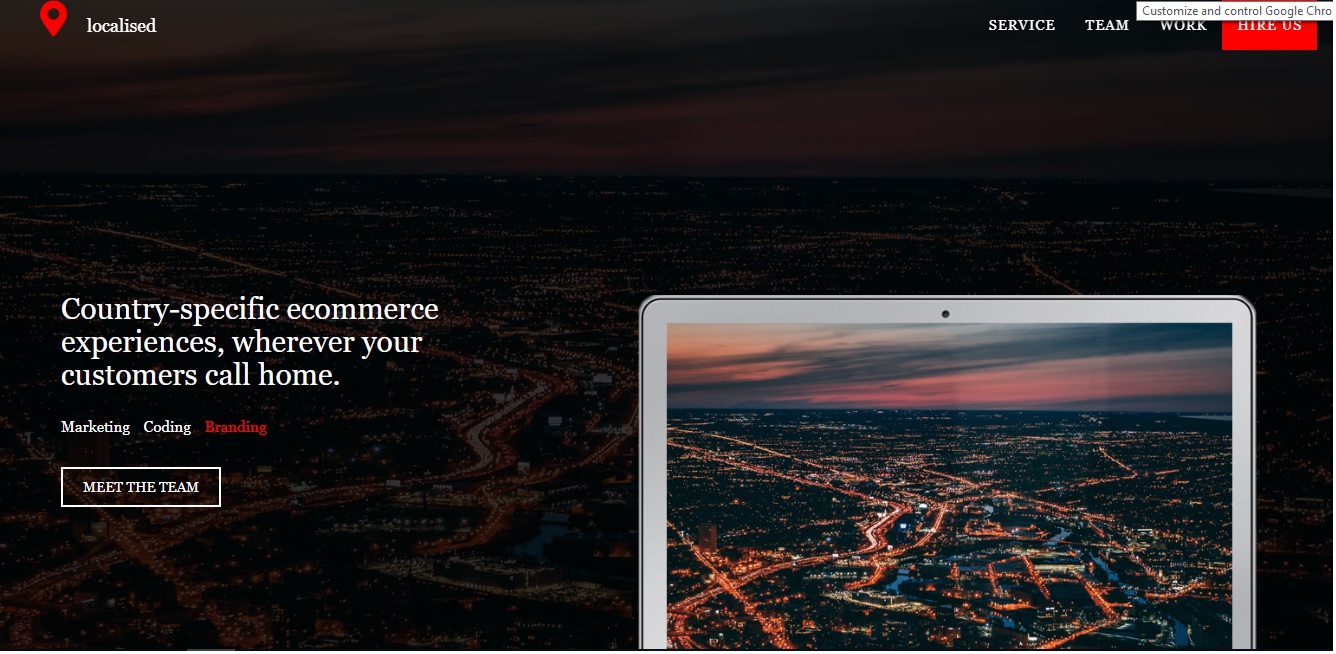 localised
SERVICE TEAM WORK HIRE US
Customize and control Google Chro
Country-specific ecommerce
experiences, wherever your
customers call home.
Marketing Coding Branding
MEET THE TEAM